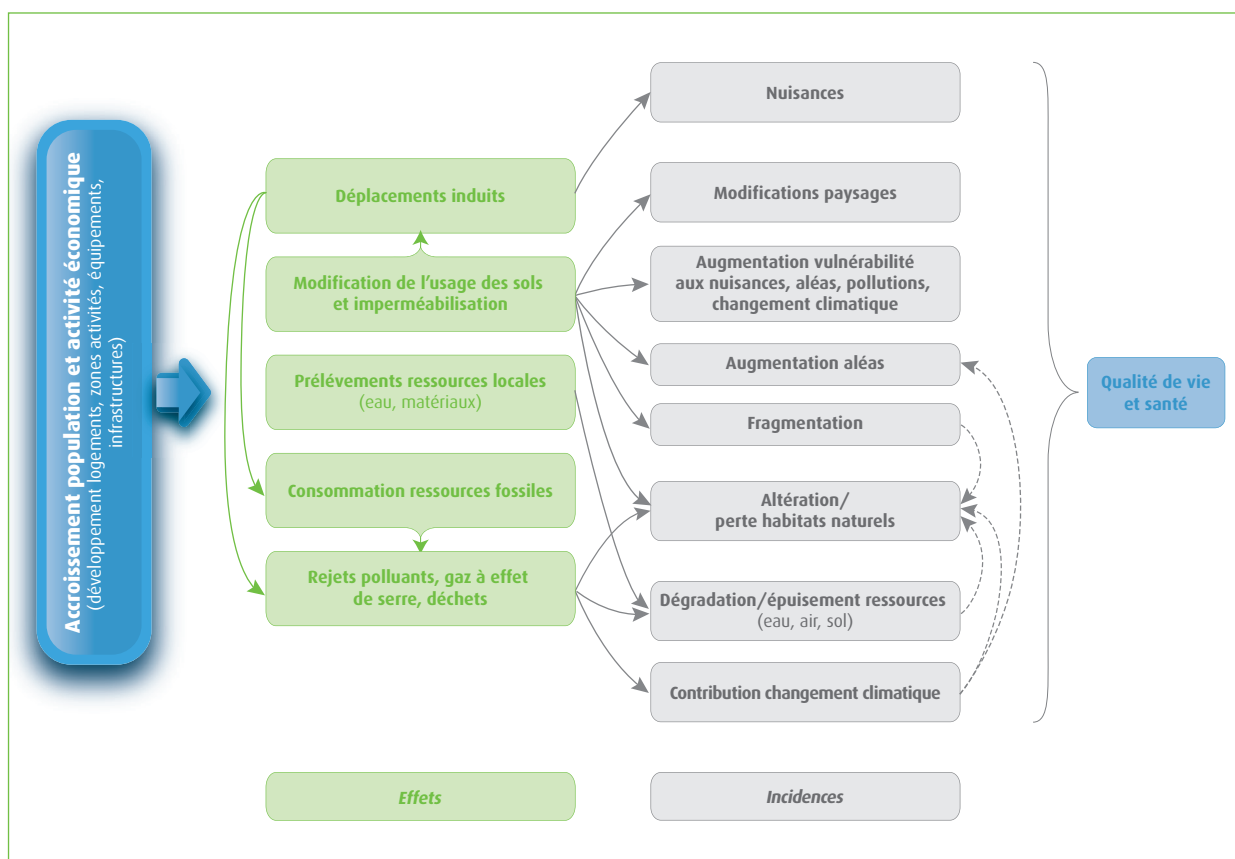 Accroissement population et activité économique
(développement logements, zones activités, équipements,
infrastructures)
Déplacements induits
Modification de l'usage des sols
et imperméabilisation
Prélévements ressources locales
(eau, matériaux)
Consommation ressources fossiles
Rejets polluants, gaz à effet
de serre, déchets
Effets
Nuisances
Modifications paysages
Augmentation vulnérabilité
aux nuisances, aléas, pollutions,
changement climatique
Augmentation aléas
Fragmentation
Altération/
perte habitats naturels
Dégradation/épuisement ressources
(eau, air, sol)
Contribution changement climatique
Incidences
Qualité de vie
et santé